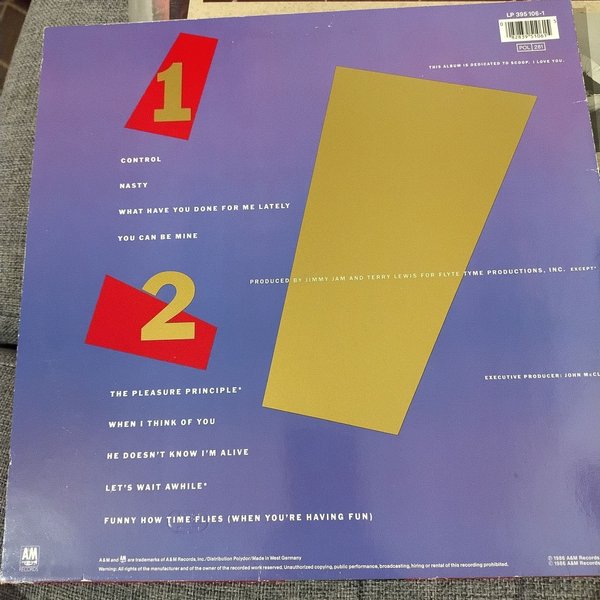 LP 395 106-1
POL 281
THIS ALBUM IS DEDICATED TO SCOOP. I LOVE YOU.
1
CONTROL
NASTY
WHAT HAVE YOU DONE FOR ME LATELY
YOU CAN BE MINE
PRODUCED BY JIMMY JAM AND TERRY LEWIS FOR FLYTE TYME PRODUCTIONS, INC. EXCEPT*
2
EXECUTIVE PRODUCER: JOHN McCL
THE PLEASURE PRINCIPLE*
WHEN I THINK OF YOU
HE DOESN'T KNOW I'M ALIVE
LET'S WAIT AWHILE*
FUNNY HOW TIME FLIES (WHEN YOU'RE HAVING FUN)
A&M RECORDS
A&M and A&M are trademarks of A&M Records, Inc./Distribution Polydor/Made in West Germany
Warning: All rights of the manufacturer and of the owner of the recorded work reserved. Unauthorized copying, public performance, broadcasting, hiring or rental of this recording prohibited.
℗ 1986 A&M Records
© 1986 A&M Records